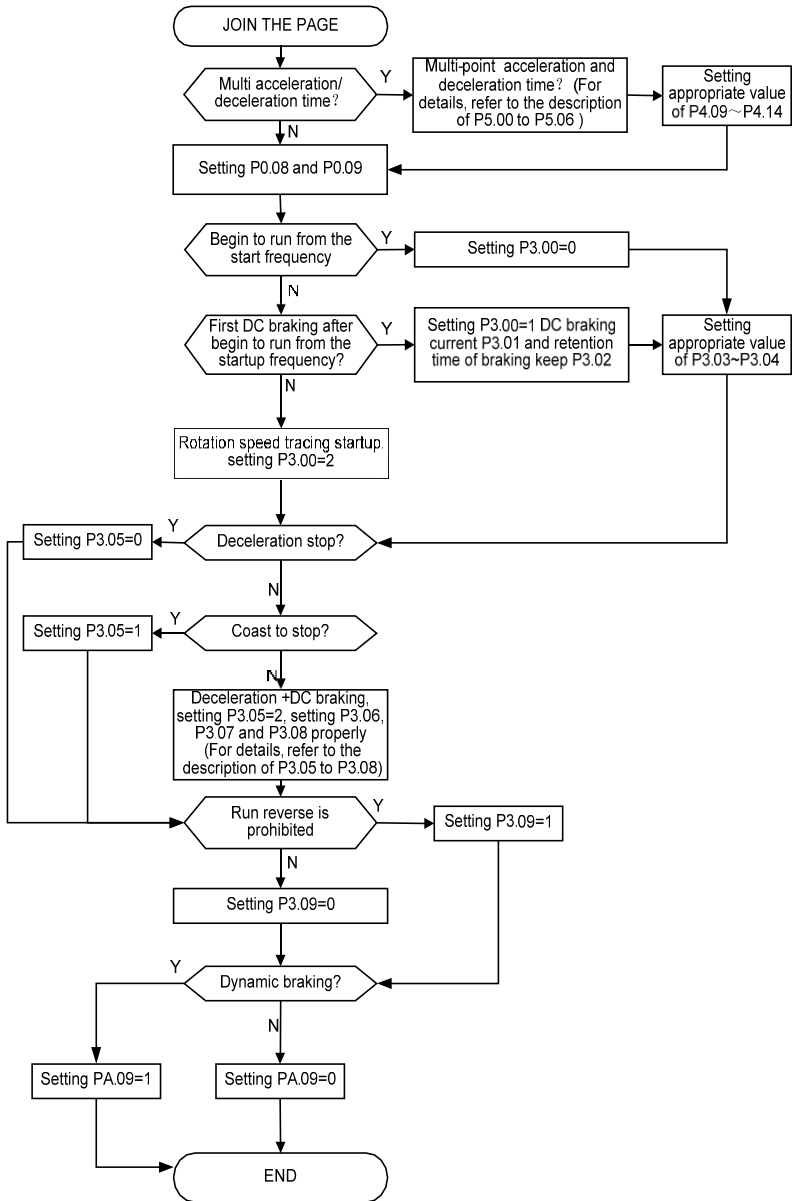 JOIN THE PAGE
Multi acceleration/
deceleration time？
Y
Multi-point acceleration and
deceleration time？ (For
details, refer to the description
of P5.00 to P5.06 )
Setting
appropriate value
of P4.09～P4.14
N
Setting P0.08 and P0.09
Begin to run from the
start frequency
Y
Setting P3.00=0
N
First DC braking after
begin to run from the
startup frequency?
Y
Setting P3.00=1 DC braking
current P3.01 and retention
time of braking keep P3.02
Setting
appropriate value
of P3.03~P3.04
N
Rotation speed tracing startup.
setting P3.00=2
Setting P3.05=0
Y
Deceleration stop?
N
Setting P3.05=1
Y
Coast to stop?
N
Deceleration +DC braking,
setting P3.05=2, setting P3.06,
P3.07 and P3.08 properly
(For details, refer to the
description of P3.05 to P3.08)
Run reverse is
prohibited
Y
Setting P3.09=1
N
Setting P3.09=0
Y
Dynamic braking?
N
Setting PA.09=1
Setting PA.09=0
END